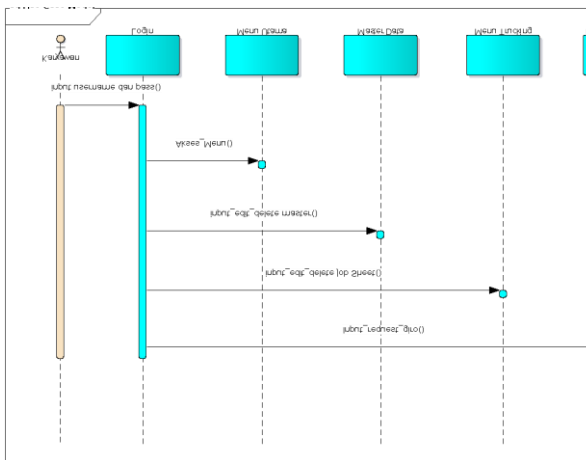 Login
Menu Utama
Master Data
Menu Trucking
Karyawan
input username dan pass()
Akses_Menu()
input_edit_delete master()
input_edit_delete Job Sheet()
input_request_giro()